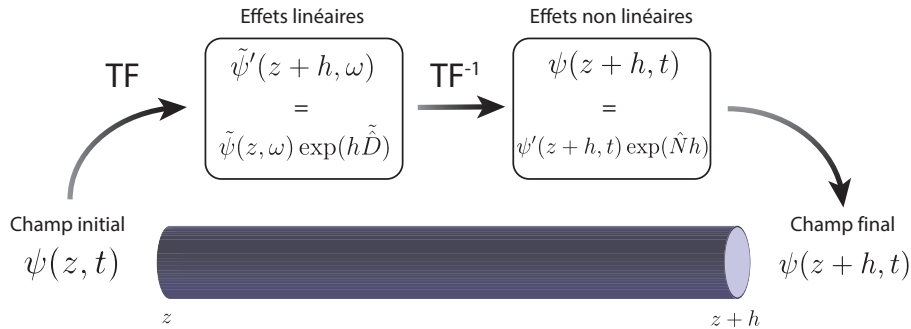 Effets linéaires
Effets non linéaires
TF
ψ̃'(z + h, ω)
=
ψ̃(z, ω) exp(hD̂̃)
TF⁻¹
ψ(z + h, t)
=
ψ'(z + h, t) exp(N̂h)
Champ initial
ψ(z, t)
Champ final
ψ(z + h, t)
z
z + h